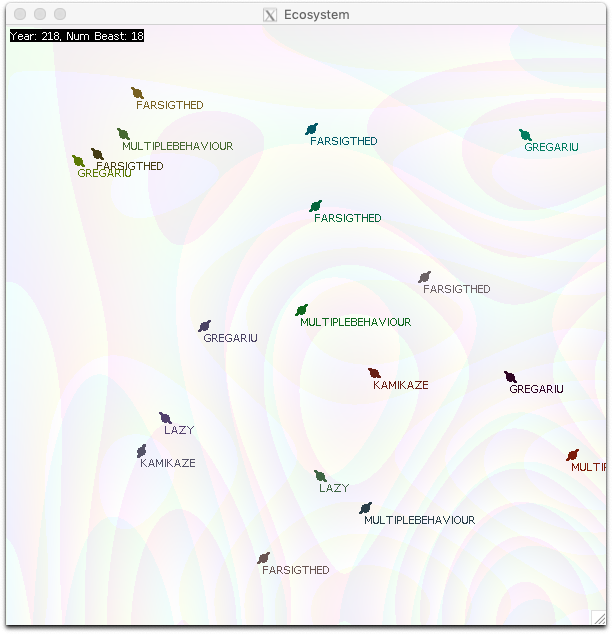 Ecosystem
Year: 218, Num Beast: 18
FARSIGTHED
FARSIGTHED
MULTIPLEBEHAVIOUR
GREGARIU
FARSIGTHED
GREGARIU
FARSIGTHED
FARSIGTHED
MULTIPLEBEHAVIOUR
GREGARIU
KAMIKAZE
GREGARIU
LAZY
KAMIKAZE
MULTIP
LAZY
MULTIPLEBEHAVIOUR
FARSIGTHED